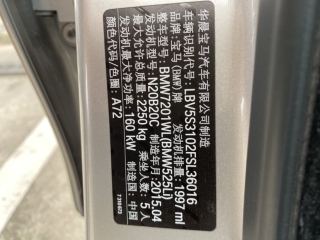 华晨宝马汽车有限公司制造
车辆识别代号: LBV5S3102FSL36016
品牌: 宝马(BMW)牌 发动机排量: 1997 ml
整车型号: BMW7201WL(BMW525Li)
发动机型号: N20B20C 制造年月: 2015.04
最大允许总质量: 2250 kg 乘坐人数: 5 人
发动机最大净功率: 160 kW 制造国: 中国
颜色代码/色圈: A72